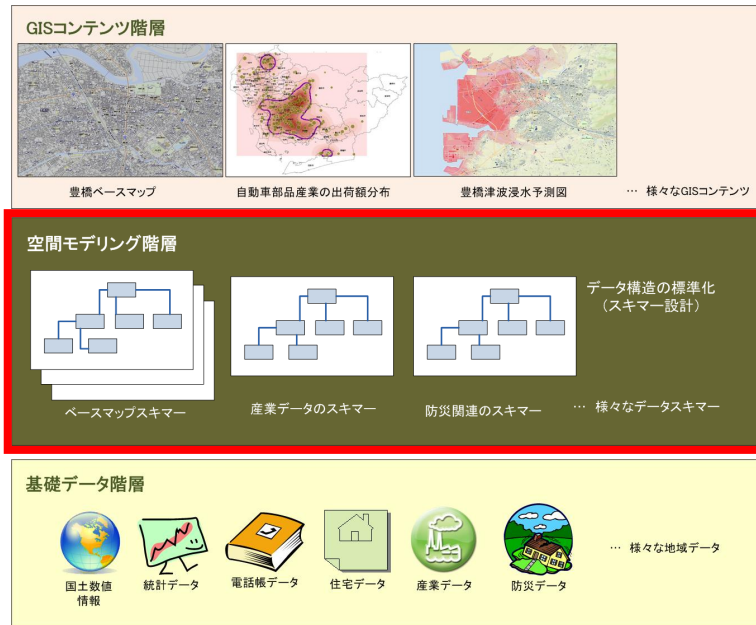 GISコンテンツ階層
豊橋ベースマップ
自動車部品産業の出荷額分布
豊橋津波浸水予測図
… 様々なGISコンテンツ
空間モデリング階層
データ構造の標準化
（スキマー設計）
ベースマップスキマー
産業データのスキマー
防災関連のスキマー
… 様々なデータスキマー
基礎データ階層
国土数値
情報
統計データ
電話帳データ
住宅データ
産業データ
防災データ
… 様々な地域データ